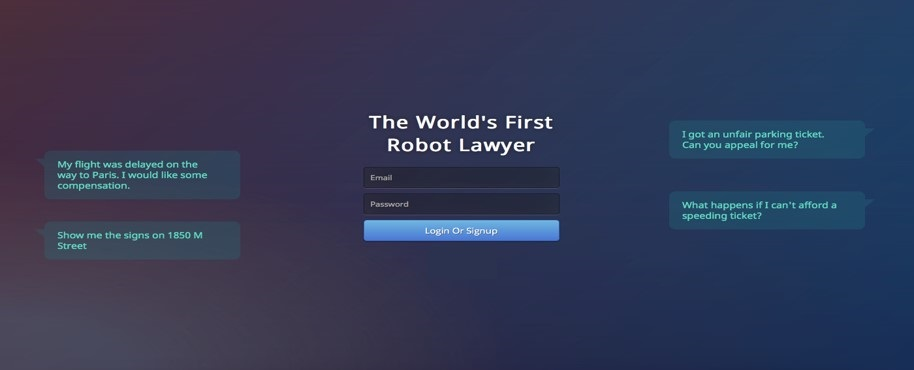 The World's First
Robot Lawyer
My flight was delayed on the
way to Paris. I would like some
compensation.
Show me the signs on 1850 M
Street
Email
Password
Login Or Signup
I got an unfair parking ticket.
Can you appeal for me?
What happens if I can't afford a
speeding ticket?